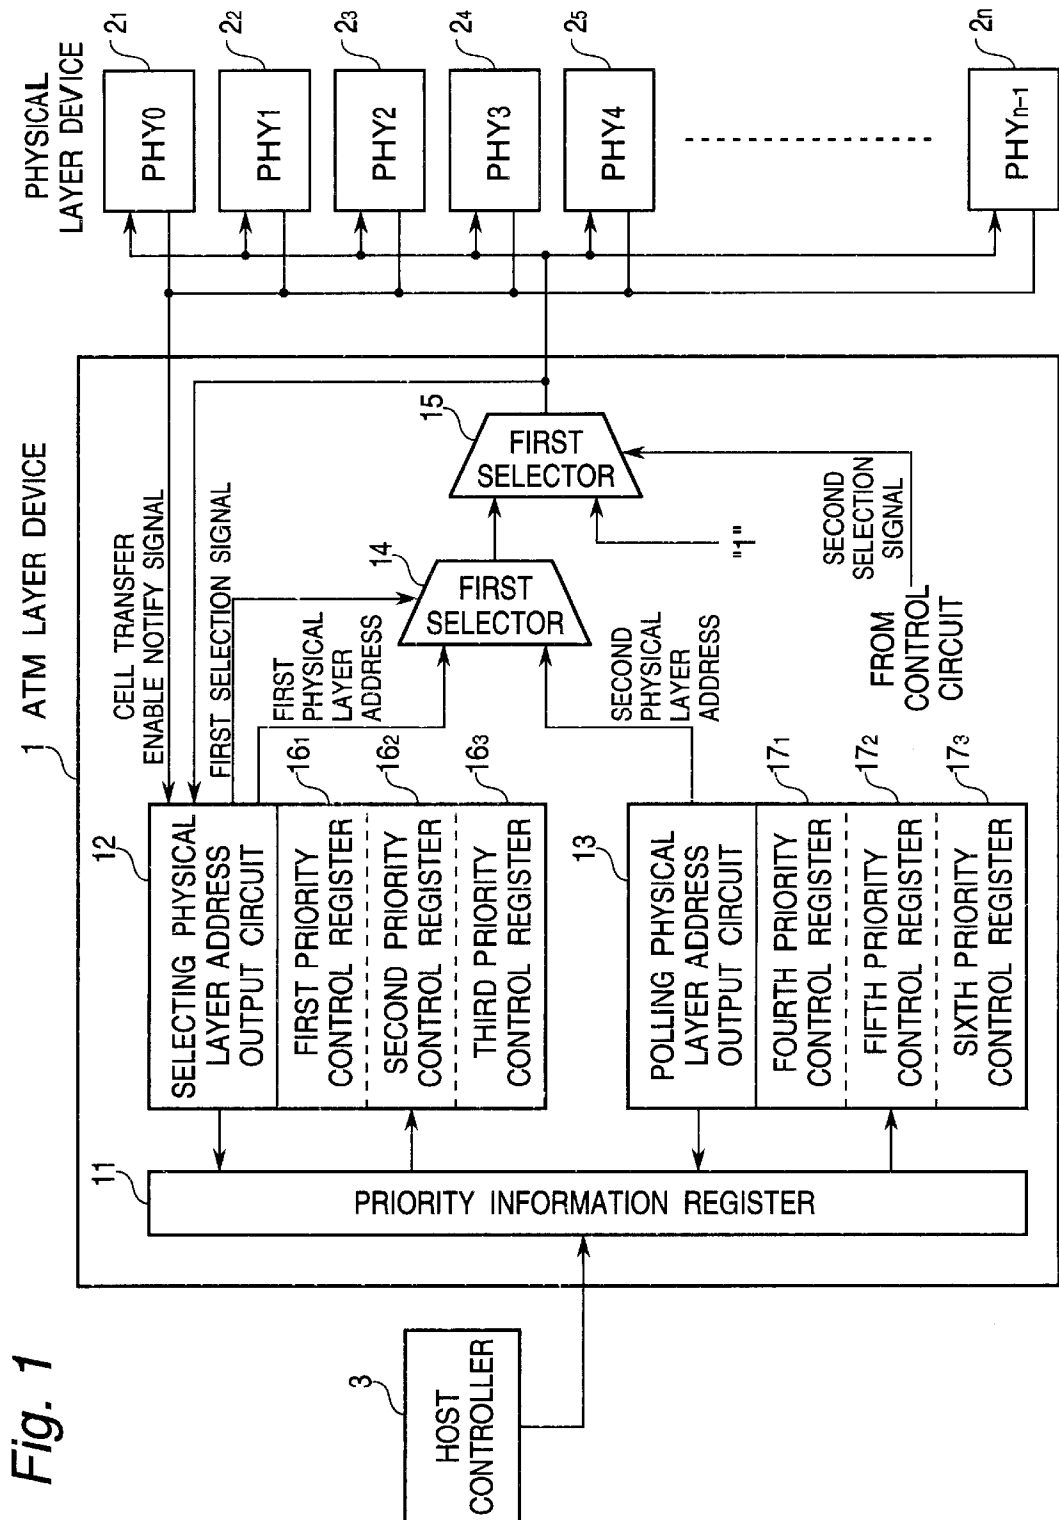 Fig. 1
1 ATM LAYER DEVICE
PHYSICAL
LAYER DEVICE
3
HOST
CONTROLLER
11
PRIORITY INFORMATION REGISTER
12
SELECTING PHYSICAL
LAYER ADDRESS
OUTPUT CIRCUIT
FIRST PRIORITY
CONTROL REGISTER
161
SECOND PRIORITY
CONTROL REGISTER
162
THIRD PRIORITY
CONTROL REGISTER
163
13
POLLING PHYSICAL
LAYER ADDRESS
OUTPUT CIRCUIT
FOURTH PRIORITY
CONTROL REGISTER
171
FIFTH PRIORITY
CONTROL REGISTER
172
SIXTH PRIORITY
CONTROL REGISTER
173
CELL TRANSFER
ENABLE NOTIFY SIGNAL
FIRST SELECTION SIGNAL
FIRST
PHYSICAL
LAYER
ADDRESS
SECOND
PHYSICAL
LAYER
ADDRESS
14
FIRST
SELECTOR
15
FIRST
SELECTOR
"1"
SECOND
SELECTION
SIGNAL
FROM
CONTROL
CIRCUIT
21
PHY0
22
PHY1
23
PHY2
24
PHY3
25
PHY4
2n
PHYn-1